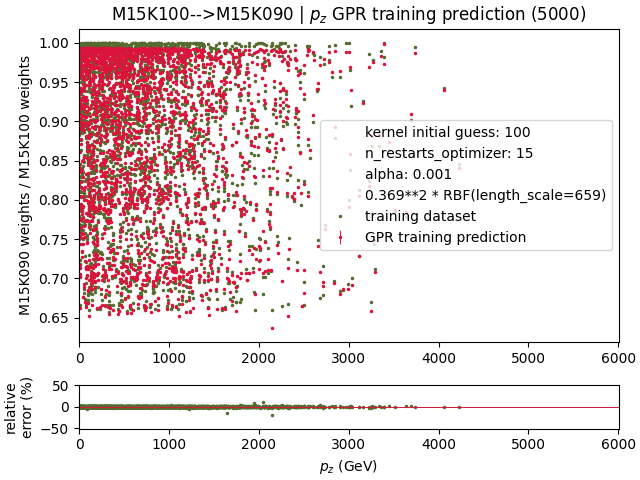 M15K100-->M15K090 | p_z GPR training prediction (5000)
M15K090 weights / M15K100 weights
1.00
0.95
0.90
0.85
0.80
0.75
0.70
0.65
kernel initial guess: 100
n_restarts_optimizer: 15
alpha: 0.001
0.369**2 * RBF(length_scale=659)
training dataset
GPR training prediction
0 1000 2000 3000 4000 5000 6000
relative
error (%)
50
0
−50
0 1000 2000 3000 4000 5000 6000
p_z (GeV)